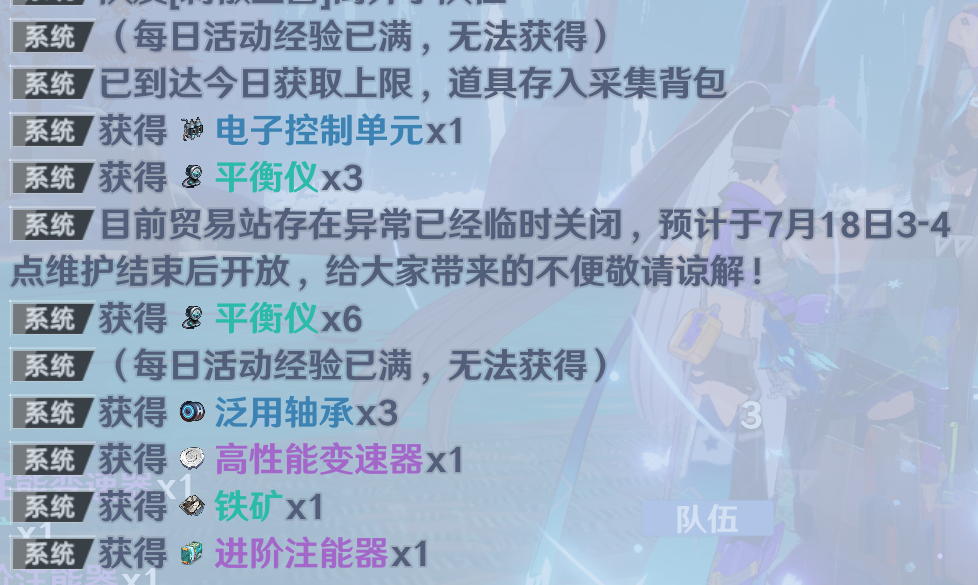 系统（每日活动经验已满，无法获得）
系统 已到达今日获取上限，道具存入采集背包
系统 获得 电子控制单元x1
系统 获得 平衡仪x3
系统 目前贸易站存在异常已经临时关闭，预计于7月18日3-4
点维护结束后开放，给大家带来的不便敬请谅解！
系统 获得 平衡仪x6
系统（每日活动经验已满，无法获得）
系统 获得 泛用轴承x3
3
系统 获得 高性能变速器x1
x1
系统 获得 铁矿x1
队伍
x1
系统 获得 进阶注能器x1
x1